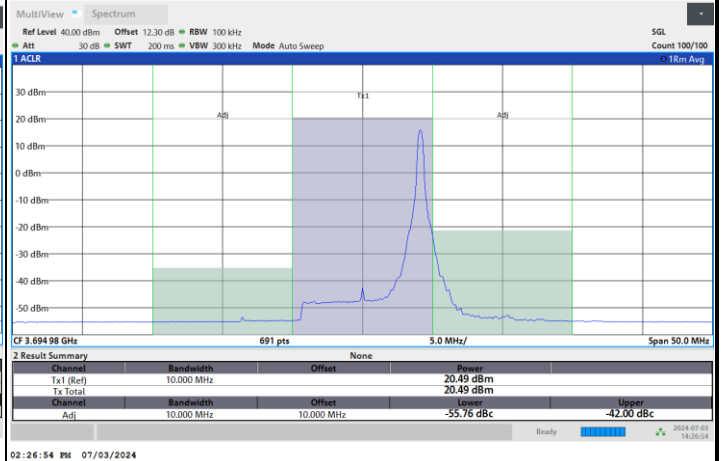 MultiView Spectrum
Ref Level 40.00 dBm Offset 12.30 dB RBW 100 kHz SGL
Att 30 dB SWT 200 ms VBW 300 kHz Mode Auto Sweep Count 100/100
1 ACLR 1Rm Avg
30 dBm
Tx1
20 dBm
Adj Adj
10 dBm
0 dBm
-10 dBm
-20 dBm
-30 dBm
-40 dBm
-50 dBm
CF 3.694 98 GHz 691 pts 5.0 MHz/ Span 50.0 MHz
2 Result Summary None
Channel Bandwidth Offset Power
Tx1 (Ref) 10.000 MHz 20.49 dBm
Tx Total 20.49 dBm
Channel Bandwidth Offset Lower Upper
Adj 10.000 MHz 10.000 MHz -55.76 dBc -42.00 dBc
Ready 2024-07-03
14:26:54
02:26:54 PM 07/03/2024